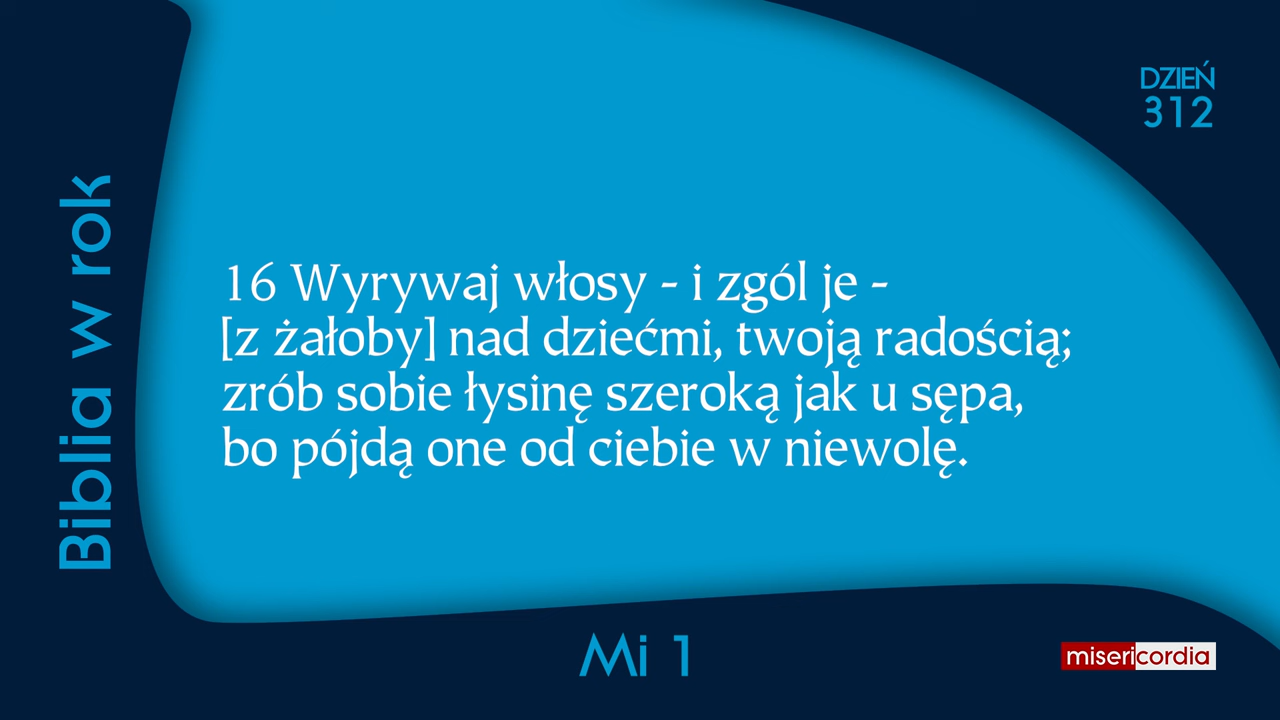 DZIEŃ
312
Biblia w rok
16 Wyrywaj włosy - i zgól je -
[z żałoby] nad dziećmi, twoją radością;
zrób sobie łysinę szeroką jak u sępa,
bo pójdą one od ciebie w niewolę.
Mi 1
misericordia